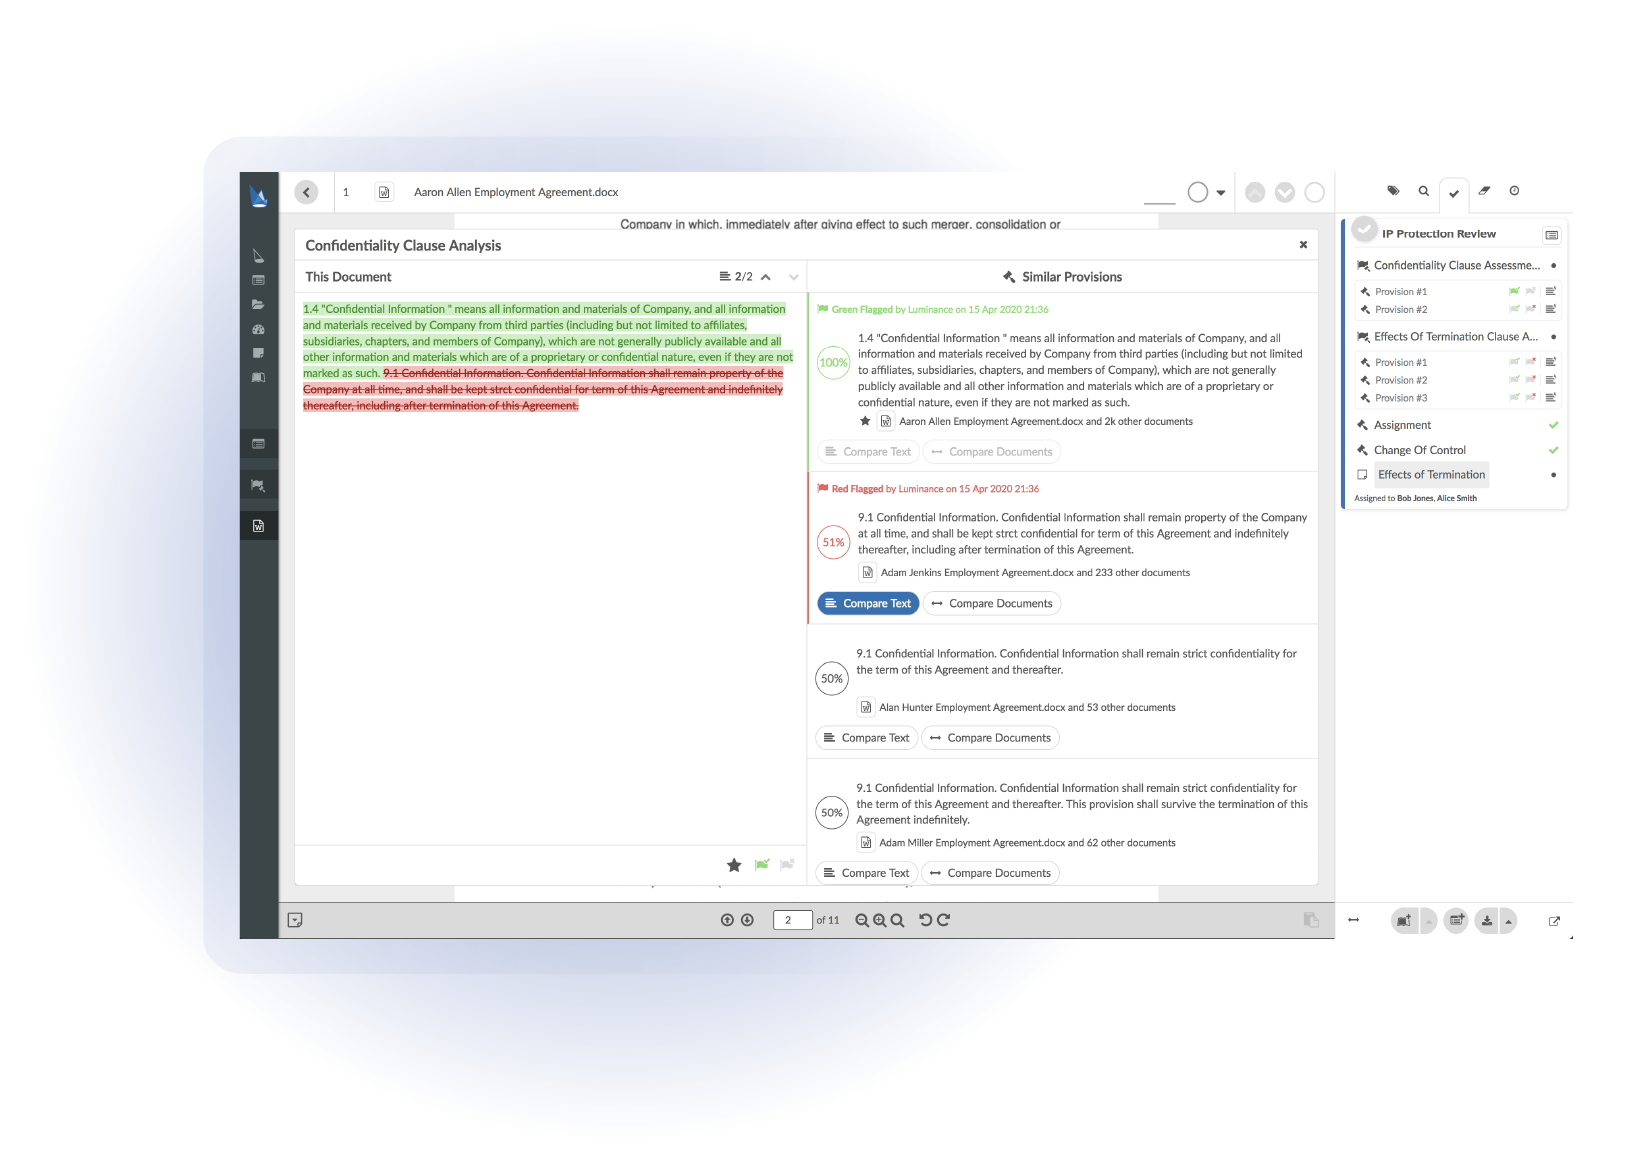 1
Aaron Allen Employment Agreement.docx
Company in which, immediately after giving effect to such merger, consolidation or
Confidentiality Clause Analysis
This Document
2/2
1.4 "Confidential Information " means all information and materials of Company, and all information
and materials received by Company from third parties (including but not limited to affiliates,
subsidiaries, chapters, and members of Company), which are not generally publicly available and all
other information and materials which are of a proprietary or confidential nature, even if they are not
marked as such. 9.1 Confidential Information. Confidential Information shall remain property of the
Company at all time, and shall be kept strct confidential for term of this Agreement and indefinitely
thereafter, including after termination of this Agreement.
Similar Provisions
Green Flagged by Luminance on 15 Apr 2020 21:36
100%
1.4 "Confidential Information " means all information and materials of Company, and all
information and materials received by Company from third parties (including but not limited
to affiliates, subsidiaries, chapters, and members of Company), which are not generally
publicly available and all other information and materials which are of a proprietary or
confidential nature, even if they are not marked as such.
Aaron Allen Employment Agreement.docx and 2k other documents
Compare Text
Compare Documents
Red Flagged by Luminance on 15 Apr 2020 21:36
51%
9.1 Confidential Information. Confidential Information shall remain property of the Company
at all time, and shall be kept strct confidential for term of this Agreement and indefinitely
thereafter, including after termination of this Agreement.
Adam Jenkins Employment Agreement.docx and 233 other documents
Compare Text
Compare Documents
50%
9.1 Confidential Information. Confidential Information shall remain strict confidentiality for
the term of this Agreement and thereafter.
Alan Hunter Employment Agreement.docx and 53 other documents
Compare Text
Compare Documents
50%
9.1 Confidential Information. Confidential Information shall remain strict confidentiality for
the term of this Agreement and thereafter. This provision shall survive the termination of this
Agreement indefinitely.
Adam Miller Employment Agreement.docx and 62 other documents
Compare Text
Compare Documents
2
of 11
IP Protection Review
Confidentiality Clause Assessme...
Provision #1
Provision #2
Effects Of Termination Clause A...
Provision #1
Provision #2
Provision #3
Assignment
Change Of Control
Effects of Termination
Assigned to Bob Jones, Alice Smith